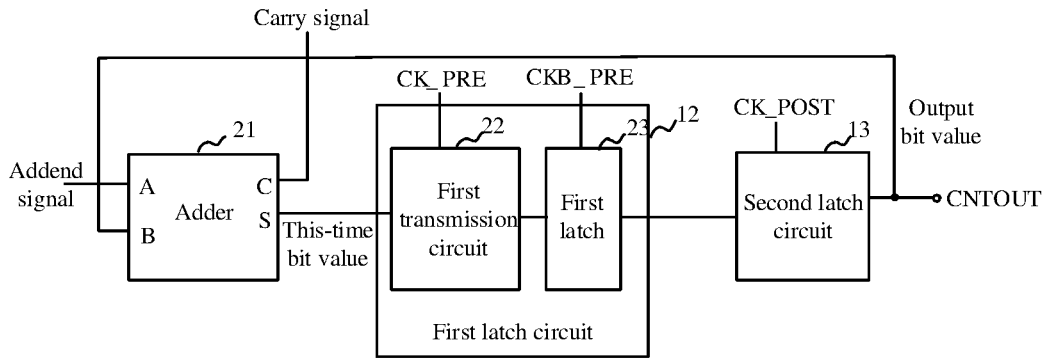 Carry signal
CK_PRE
CKB_PRE
CK_POST
Output
bit value
21
22
23
12
13
Addend
signal
A
B
C
S
Adder
This-time
bit value
First
transmission
circuit
First
latch
Second latch
circuit
CNTOUT
First latch circuit